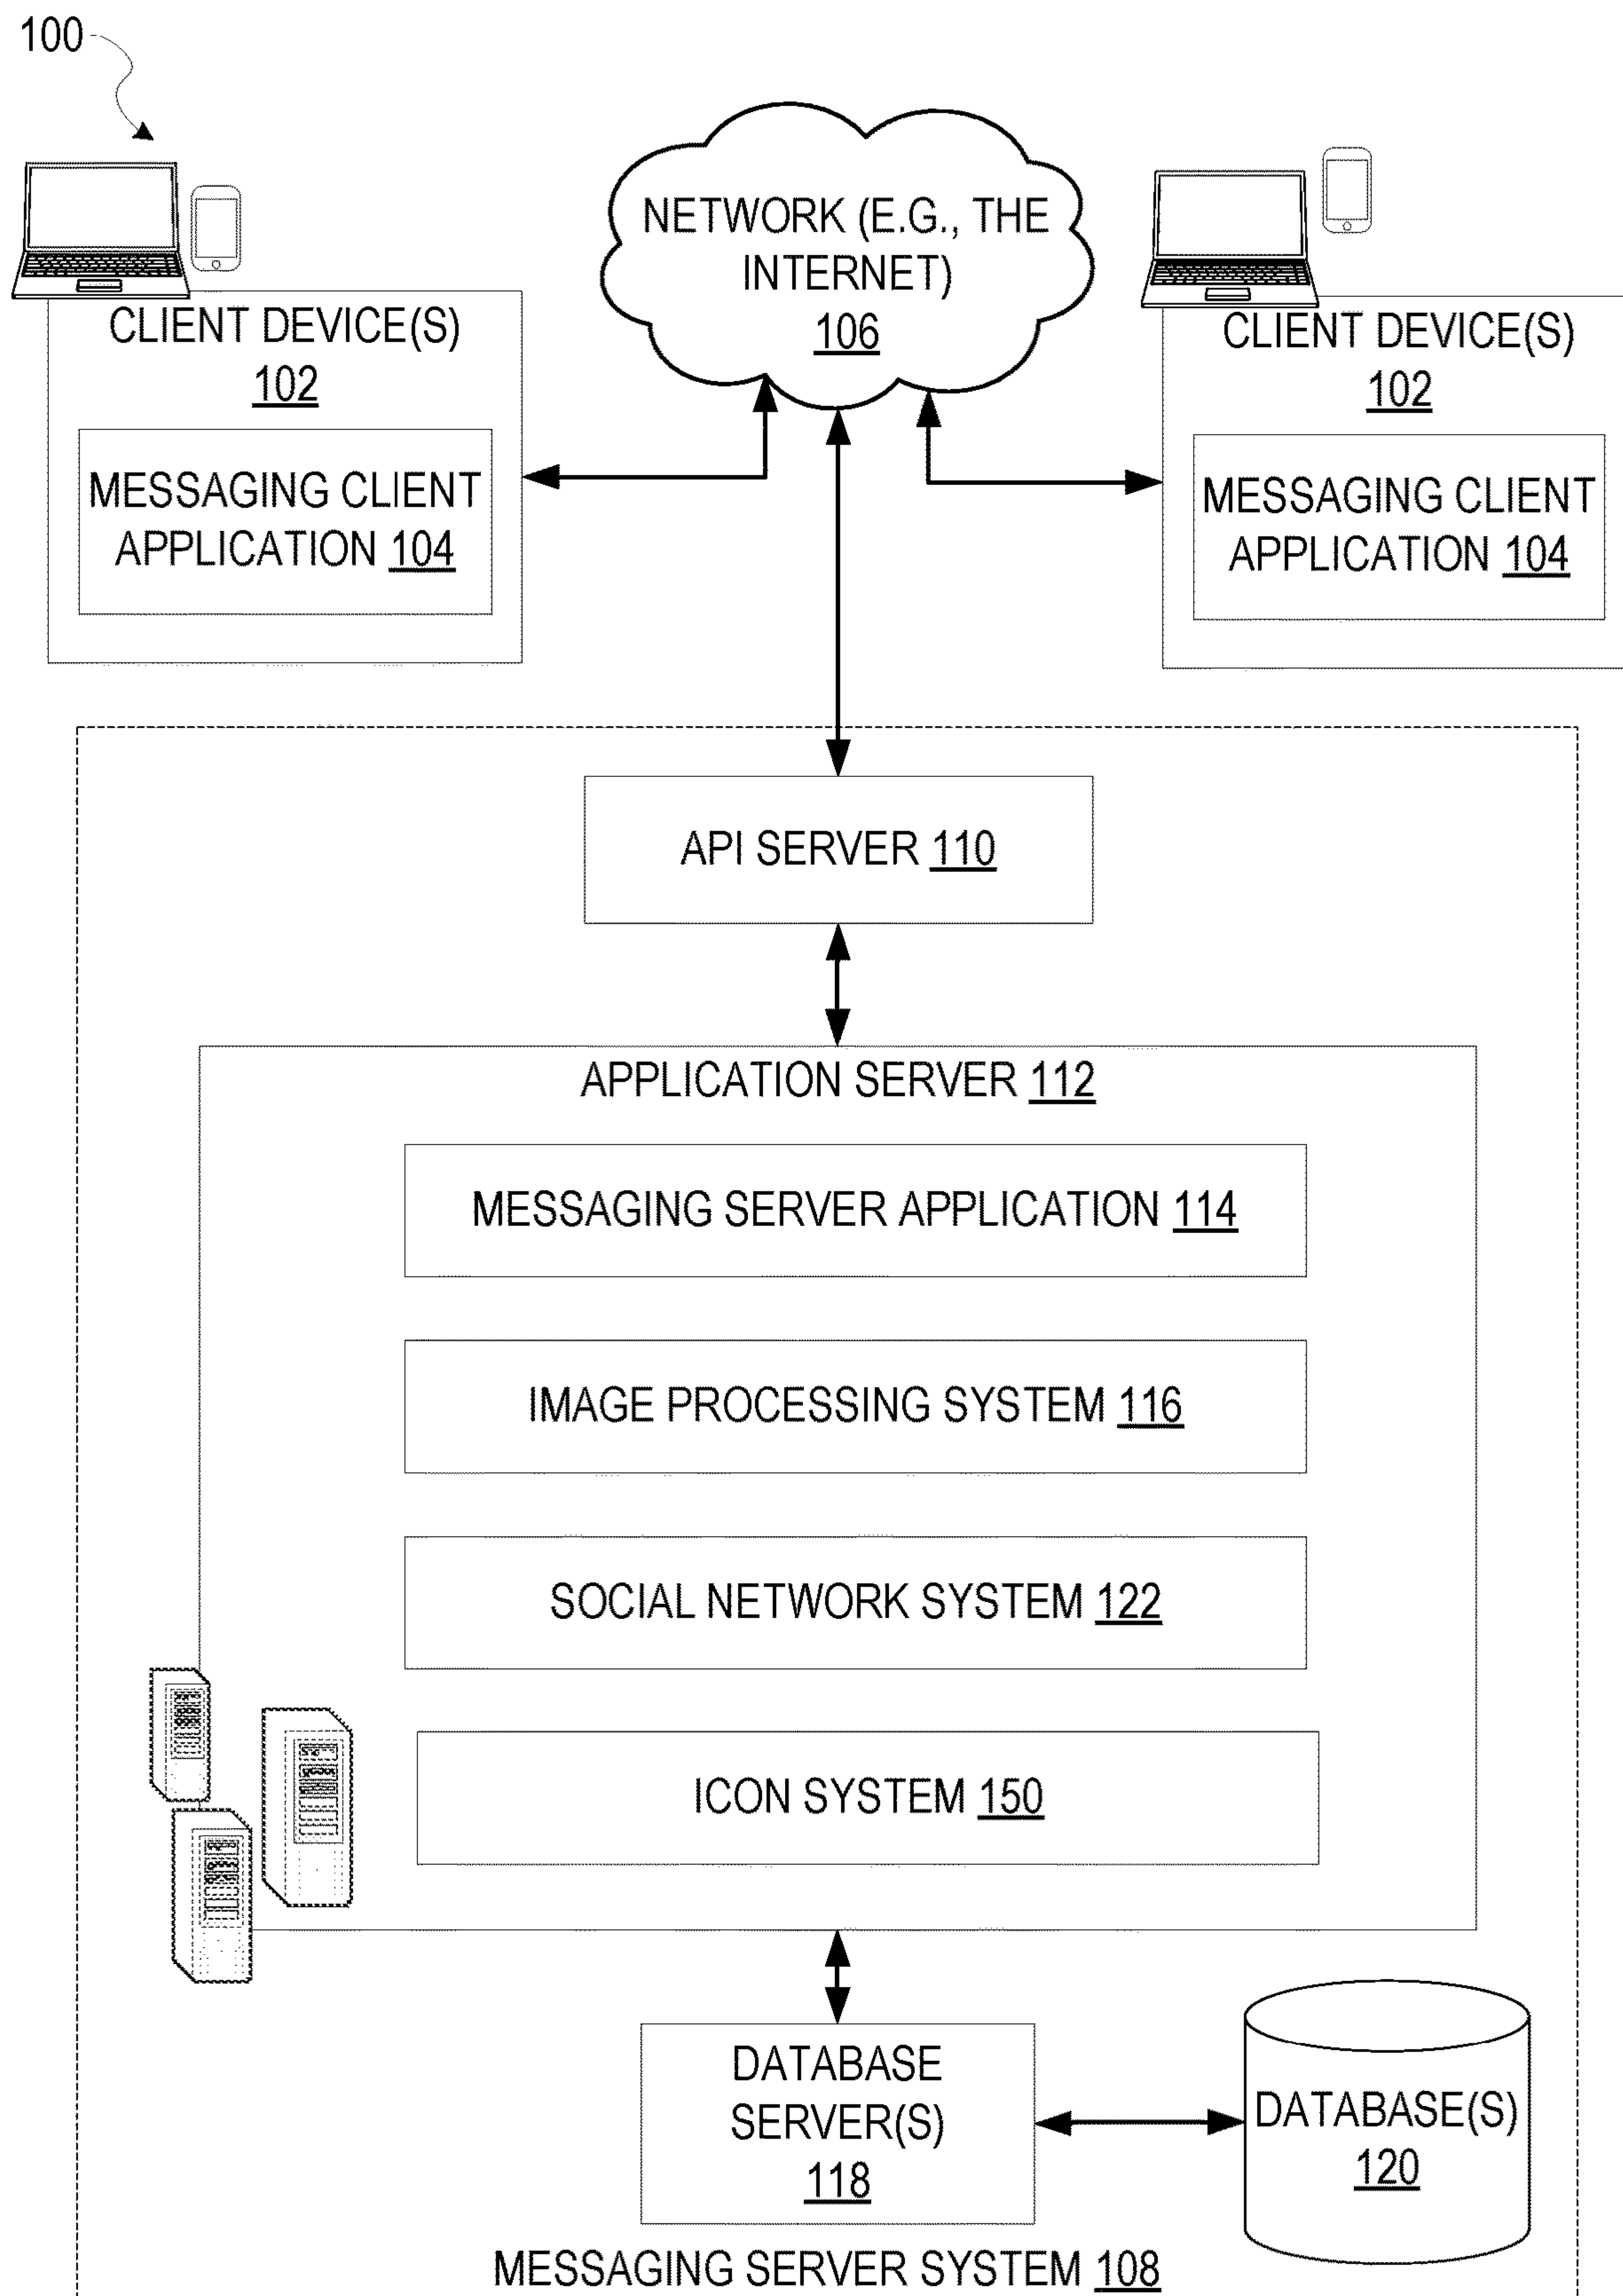 100
NETWORK (E.G., THE
INTERNET)
106
CLIENT DEVICE(S)
102
MESSAGING CLIENT
APPLICATION 104
CLIENT DEVICE(S)
102
MESSAGING CLIENT
APPLICATION 104
API SERVER 110
APPLICATION SERVER 112
MESSAGING SERVER APPLICATION 114
IMAGE PROCESSING SYSTEM 116
SOCIAL NETWORK SYSTEM 122
ICON SYSTEM 150
DATABASE
SERVER(S)
118
DATABASE(S)
120
MESSAGING SERVER SYSTEM 108